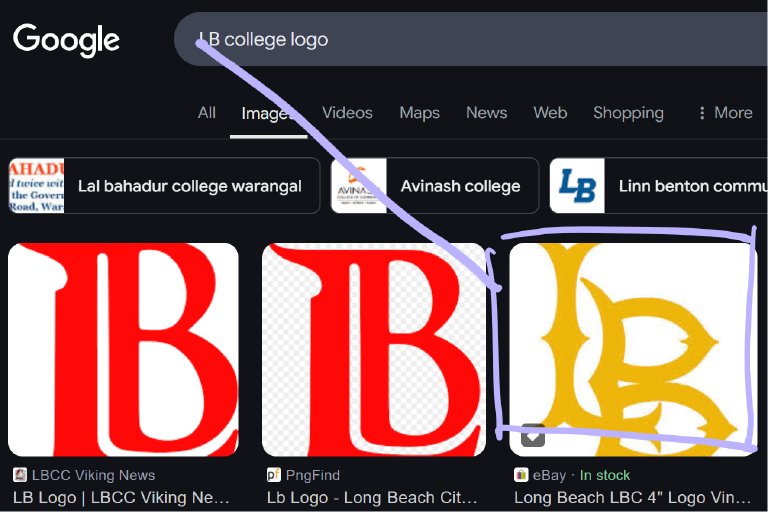 Google
LB college logo
All Images Videos Maps News Web Shopping More
AHADU
d twice wit
the Govern
Road, War
Lal bahadur college warangal
AVINASH
Avinash college
LB
Linn benton commu
LB
LB
LB
LBCC Viking News
LB Logo | LBCC Viking Ne...
PngFind
Lb Logo - Long Beach Cit...
eBay · In stock
Long Beach LBC 4" Logo Vin...